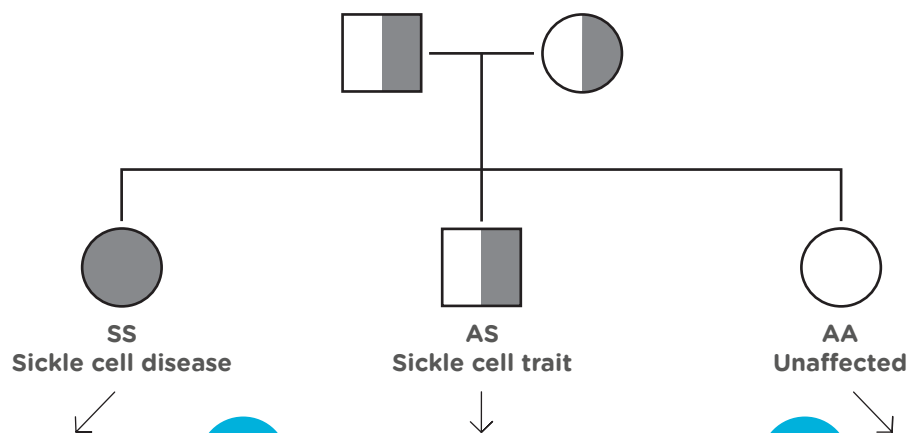 SS
Sickle cell disease
AS
Sickle cell trait
AA
Unaffected